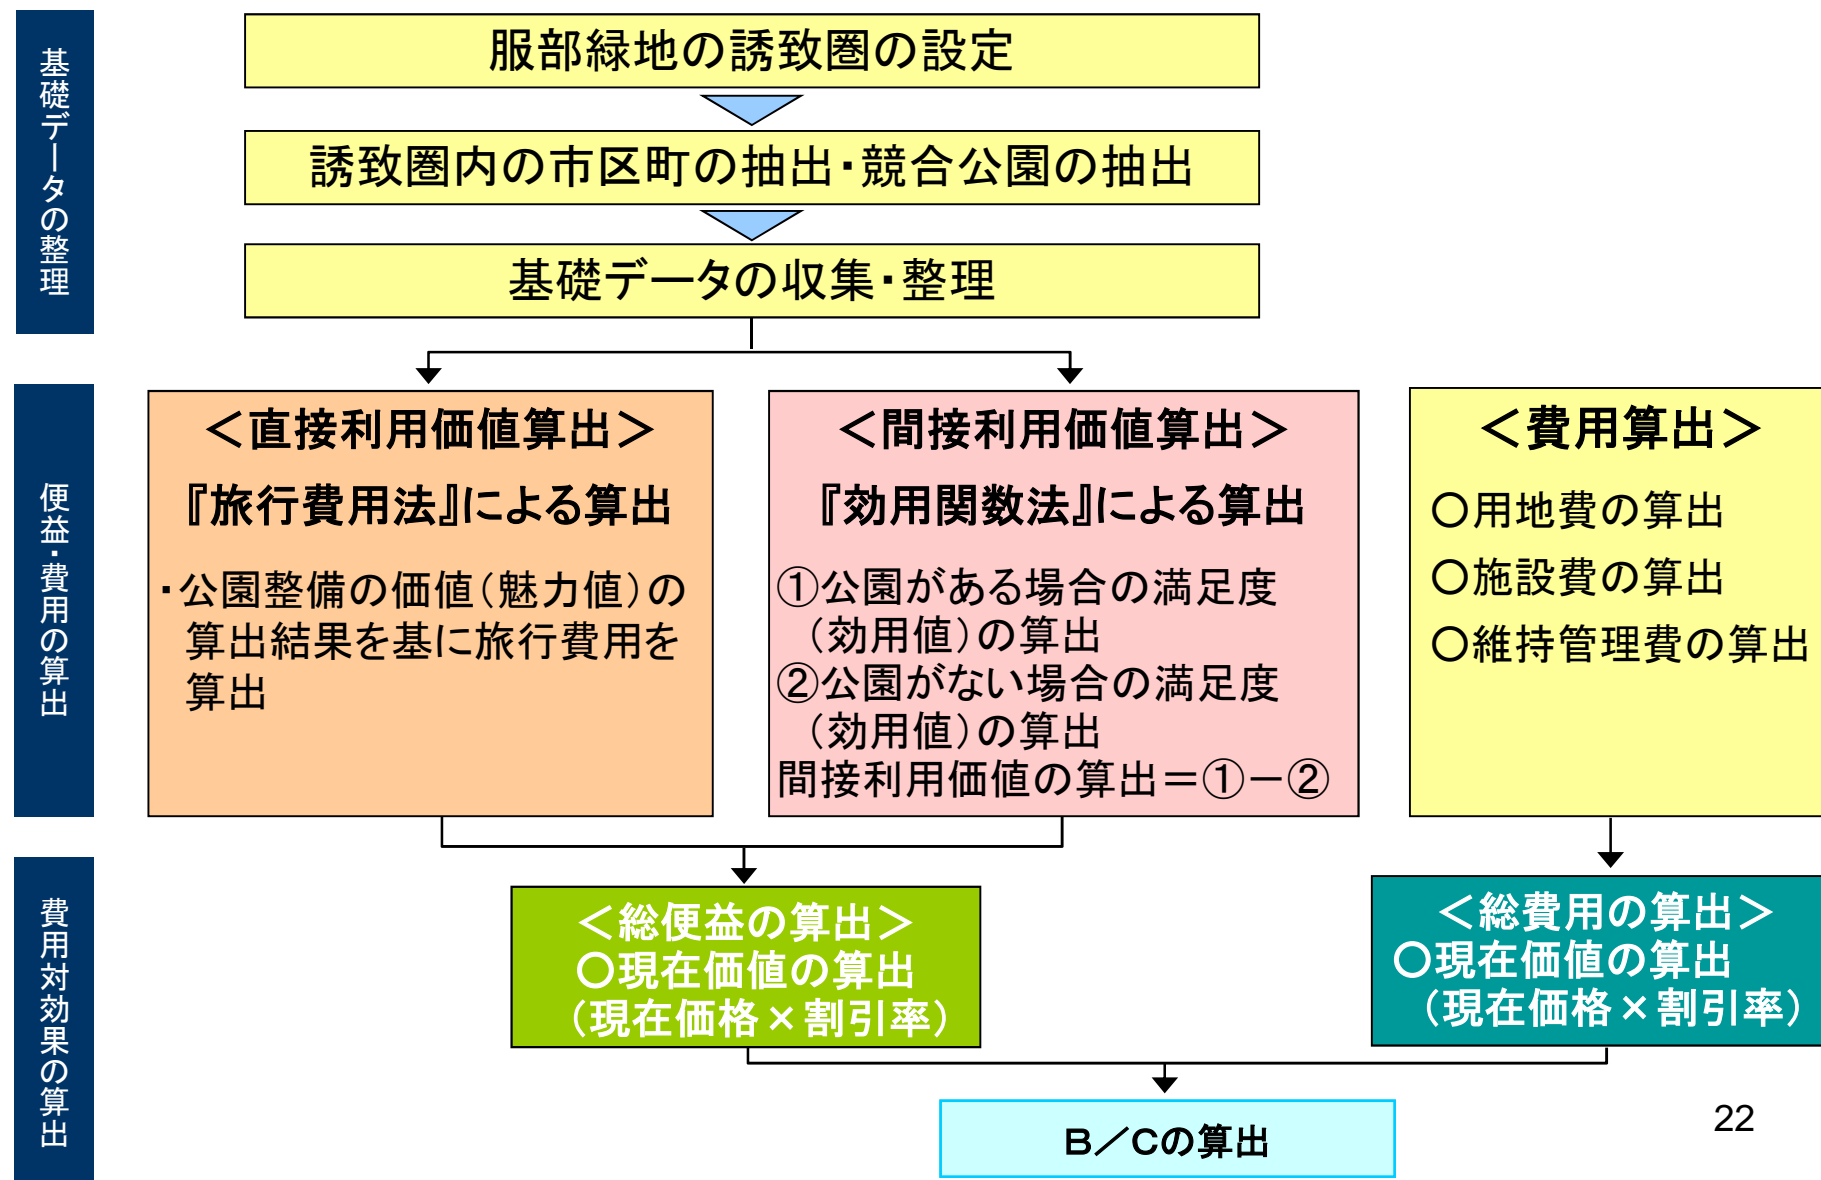 基礎データの整理
服部緑地の誘致圏の設定
誘致圏内の市区町の抽出・競合公園の抽出
基礎データの収集・整理
便益・費用の算出
＜直接利用価値算出＞
『旅行費用法』による算出
・公園整備の価値（魅力値）の
算出結果を基に旅行費用を
算出
＜間接利用価値算出＞
『効用関数法』による算出
①公園がある場合の満足度
（効用値）の算出
②公園がない場合の満足度
（効用値）の算出
間接利用価値の算出＝①－②
＜費用算出＞
○用地費の算出
○施設費の算出
○維持管理費の算出
費用対効果の算出
＜総便益の算出＞
○現在価値の算出
（現在価格×割引率）
＜総費用の算出＞
○現在価値の算出
（現在価格×割引率）
Ｂ／Ｃの算出
22